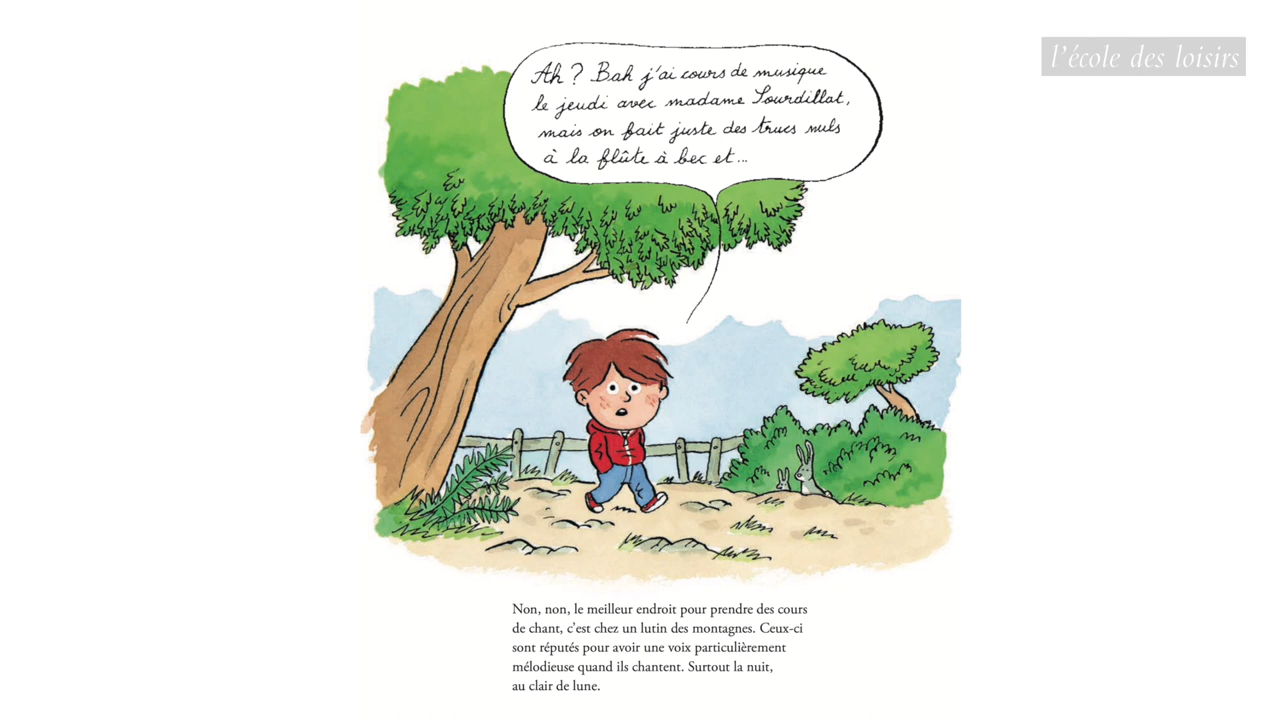 l'école des loisirs
Ah ? Bah j'ai cours de musique
le jeudi avec madame Sourdillat,
mais on fait juste des trucs nuls
à la flûte à bec et...
Non, non, le meilleur endroit pour prendre des cours
de chant, c'est chez un lutin des montagnes. Ceux-ci
sont réputés pour avoir une voix particulièrement
mélodieuse quand ils chantent. Surtout la nuit,
au clair de lune.